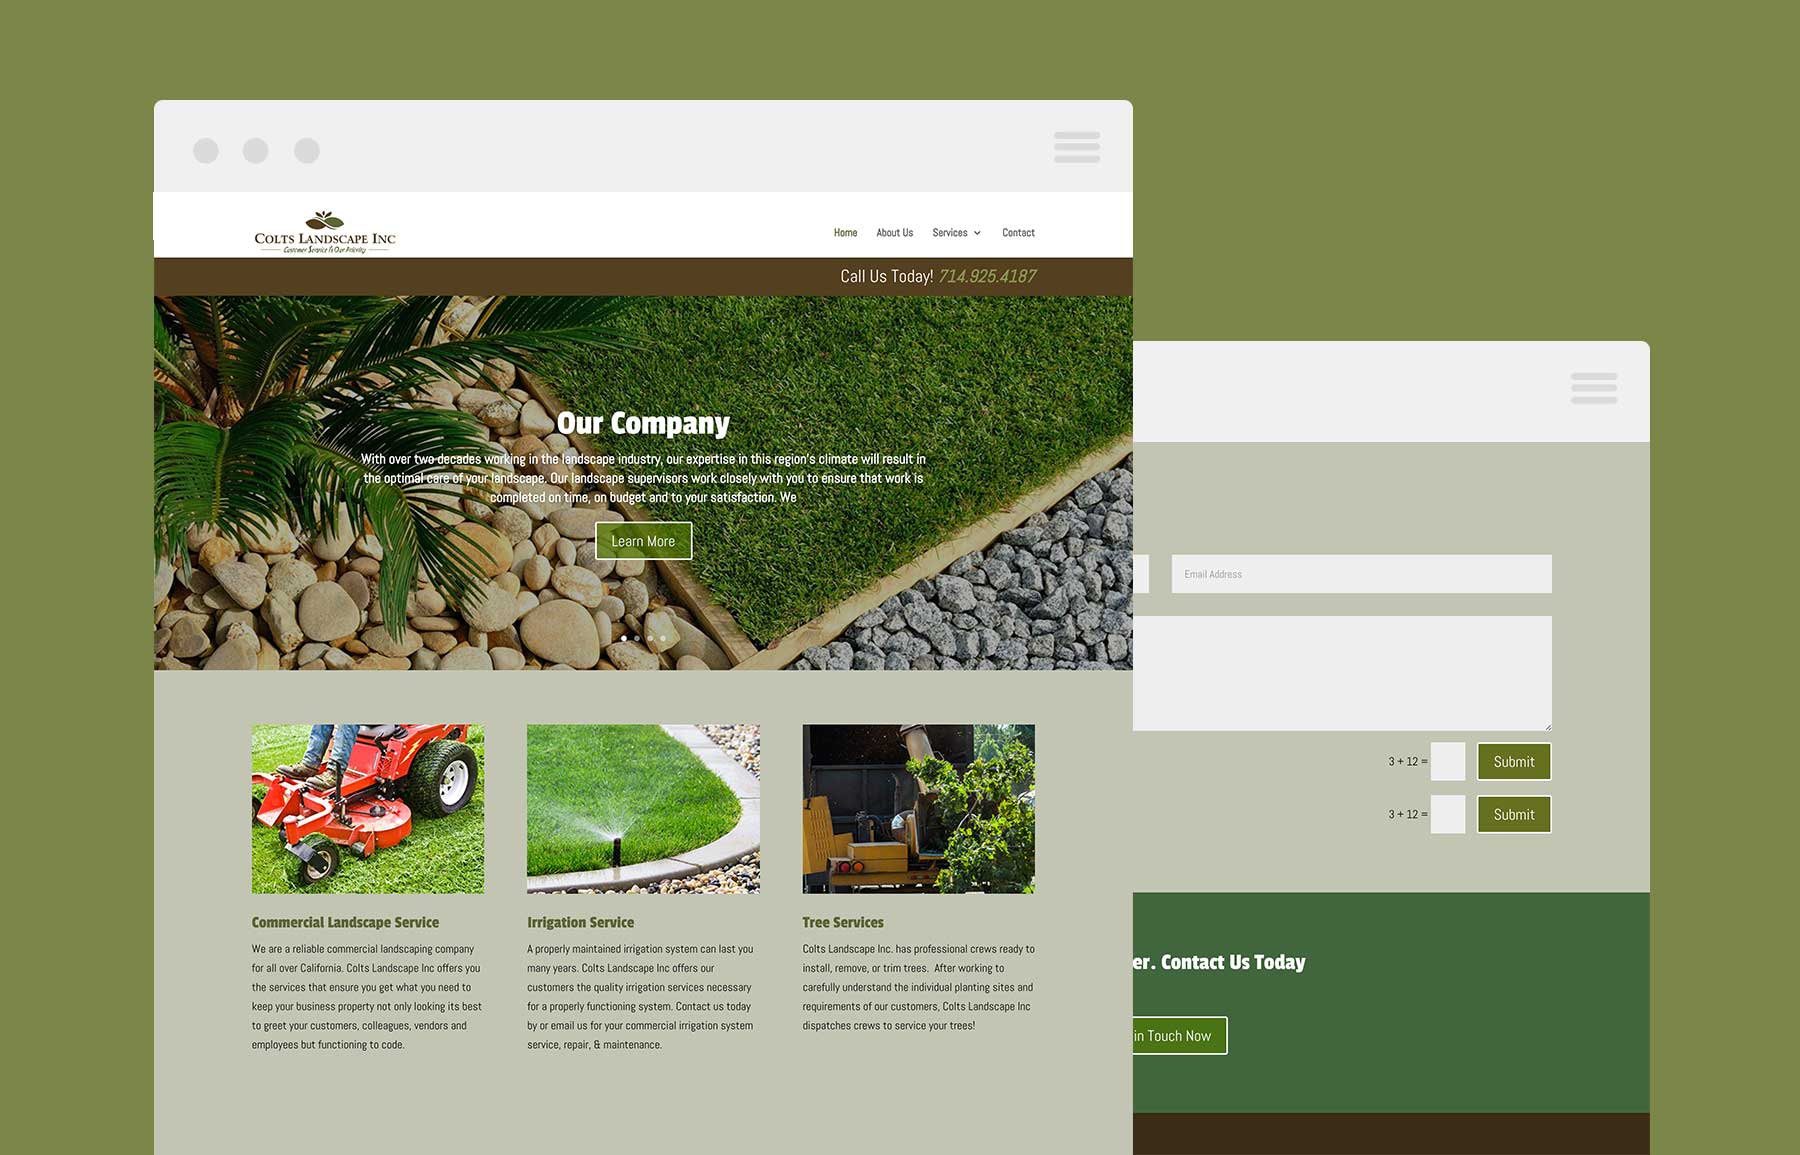 COLTS LANDSCAPE INC
Customer Service Is Our Priority
Home About Us Services Contact
Call Us Today! 714.925.4187
Our Company
With over two decades working in the landscape industry, our expertise in this region's climate will result in
the optimal care of your landscape. Our landscape supervisors work closely with you to ensure that work is
completed on time, on budget and to your satisfaction. We
Learn More
Commercial Landscape Service
We are a reliable commercial landscaping company
for all over California. Colts Landscape Inc offers you
the services that ensure you get what you need to
keep your business property not only looking its best
to greet your customers, colleagues, vendors and
employees but functioning to code.
Irrigation Service
A properly maintained irrigation system can last you
many years. Colts Landscape Inc offers our
customers the quality irrigation services necessary
for a properly functioning system. Contact us today
by or email us for your commercial irrigation system
service, repair, & maintenance.
Tree Services
Colts Landscape Inc. has professional crews ready to
install, remove, or trim trees. After working to
carefully understand the individual planting sites and
requirements of our customers, Colts Landscape Inc
dispatches crews to service your trees!
Email Address
3 + 12 = Submit
3 + 12 = Submit
er. Contact Us Today
in Touch Now